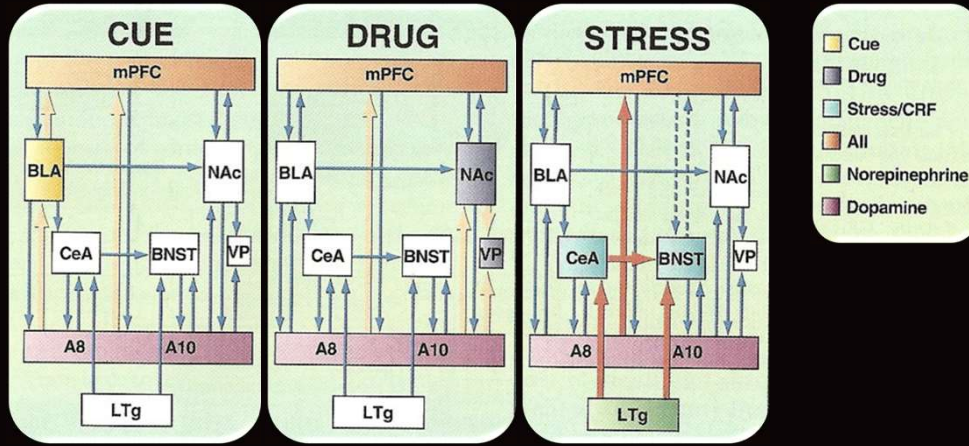 CUE
mPFC
BLA
NAc
CeA
BNST
VP
A8
A10
LTg
DRUG
mPFC
BLA
NAc
CeA
BNST
VP
A8
A10
LTg
STRESS
mPFC
BLA
NAc
CeA
BNST
VP
A8
A10
LTg
Cue
Drug
Stress/CRF
All
Norepinephrine
Dopamine